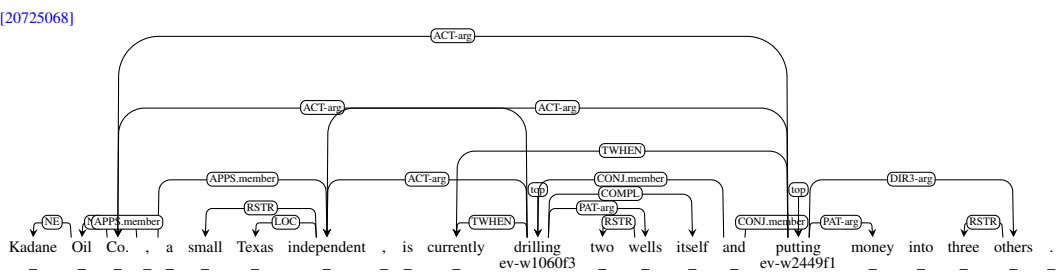 [20725068]
ACT-arg
ACT-arg ACT-arg
TWHEN
APPS.member ACT-arg CONJ.member DIR3-arg
top top
COMPL
RSTR PAT-arg
NE APPS.member LOC TWHEN RSTR CONJ.member PAT-arg RSTR
Kadane Oil Co. , a small Texas independent , is currently drilling two wells itself and putting money into three others .
_ _ _ _ _ _ _ _ _ _ _ ev-w1060f3 _ _ _ _ ev-w2449f1 _ _ _ _ _